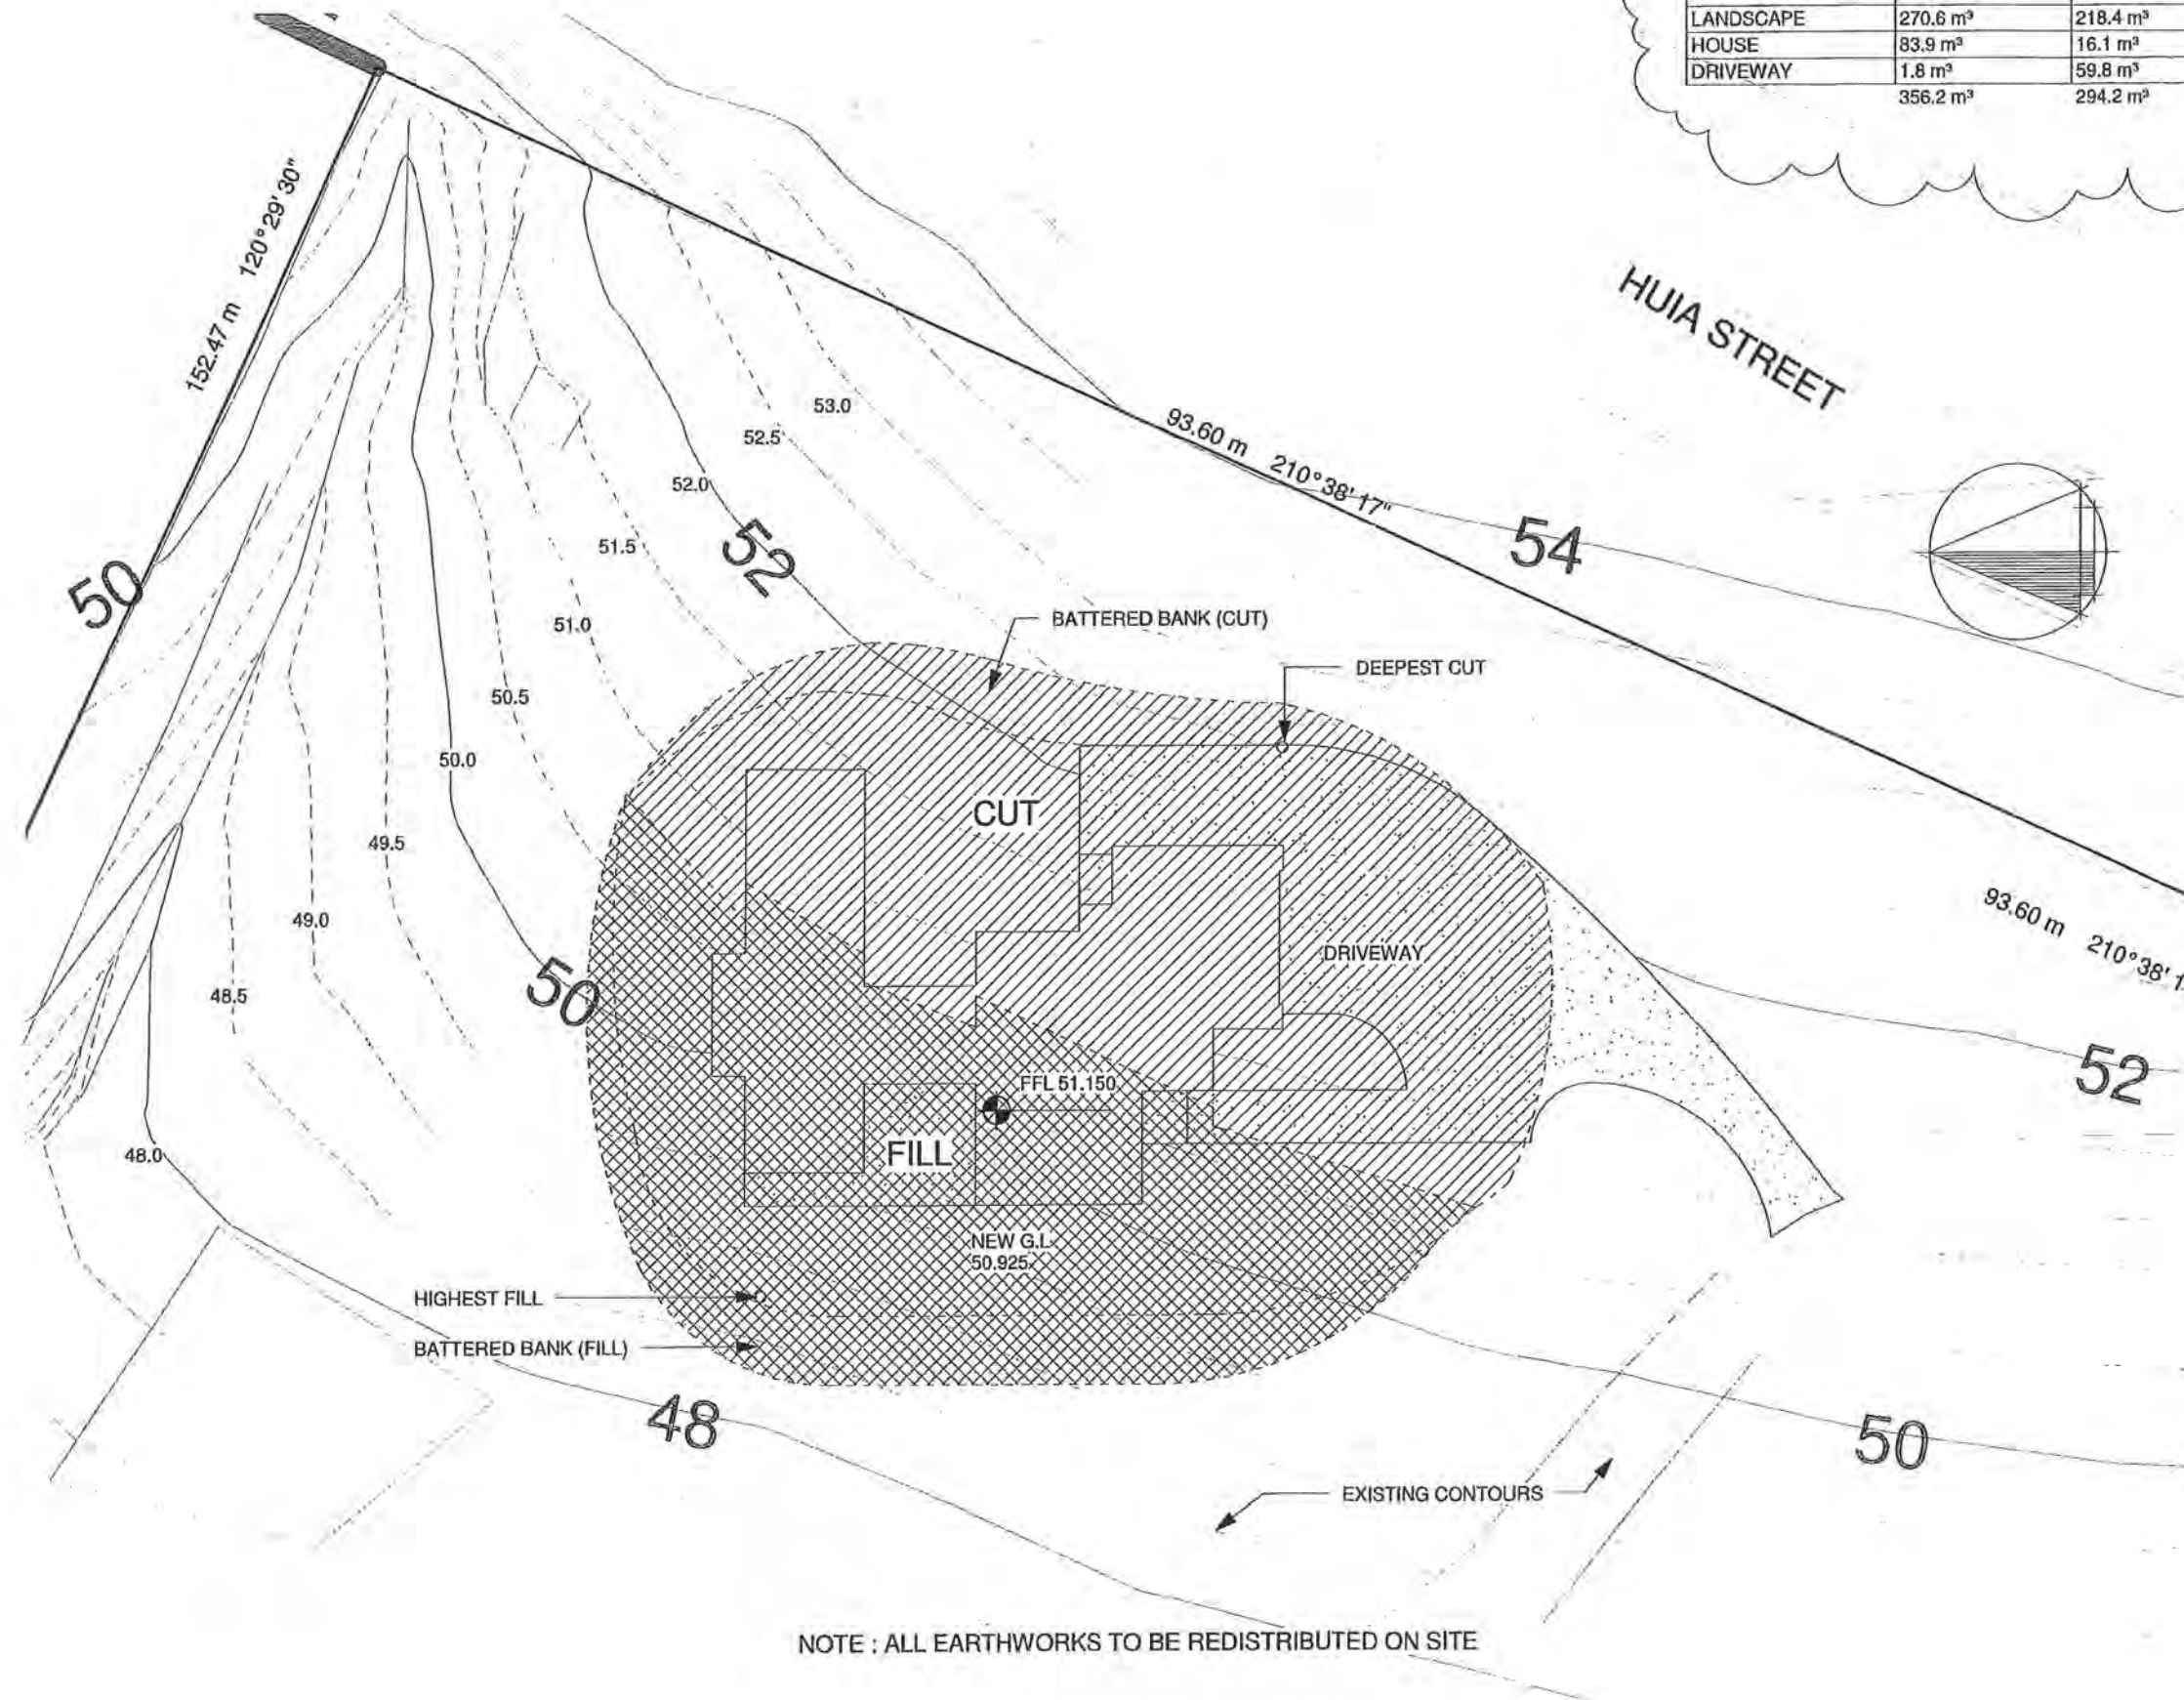 LANDSCAPE 270.6 m³ 218.4 m³
HOUSE 83.9 m³ 16.1 m³
DRIVEWAY 1.8 m³ 59.8 m³
356.2 m³ 294.2 m³
152.47 m 120°29' 30"
HUIA STREET
53.0
52.5
93.60 m 210°38' 17"
52.0
52
51.5
54
50
51.0
BATTERED BANK (CUT)
DEEPEST CUT
50.5
50.0
CUT
49.5
49.0
93.60 m 210°38' 1
DRIVEWAY
48.5
50
52
FFL 51.150
48.0
FILL
NEW G.L
50.925
HIGHEST FILL
BATTERED BANK (FILL)
48
50
EXISTING CONTOURS
NOTE : ALL EARTHWORKS TO BE REDISTRIBUTED ON SITE